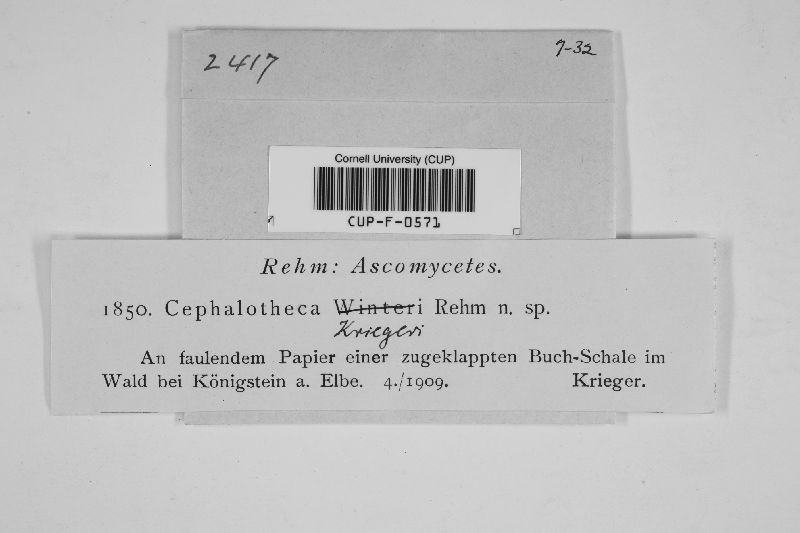 2417
9-32
Cornell University (CUP)
CUP-F-0571
Rehm: Ascomycetes.
1850. Cephalotheca Winteri Rehm n. sp.
Kriegeri
An faulendem Papier einer zugeklappten Buch-Schale im
Wald bei Königstein a. Elbe. 4./1909. Krieger.